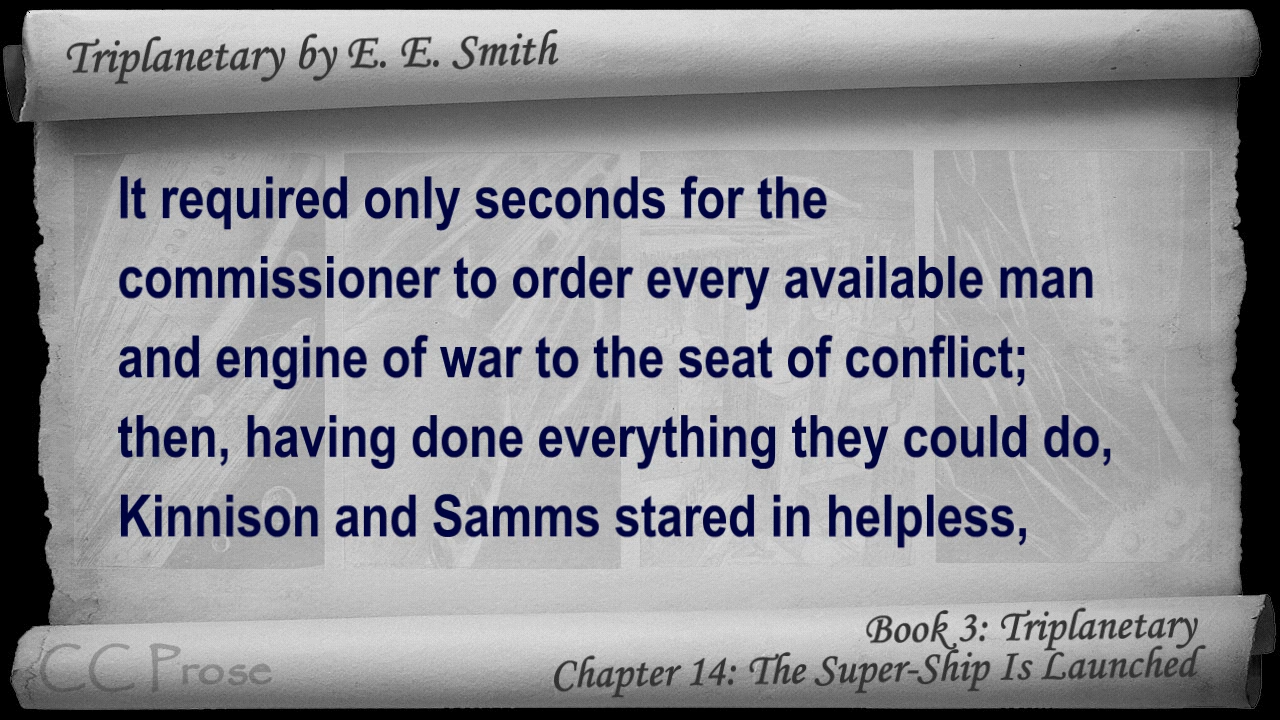 Triplanetary by E. E. Smith
It required only seconds for the
commissioner to order every available man
and engine of war to the seat of conflict;
then, having done everything they could do,
Kinnison and Samms stared in helpless,
Book 3: Triplanetary
Chapter 14: The Super-Ship Is Launched
CC Prose